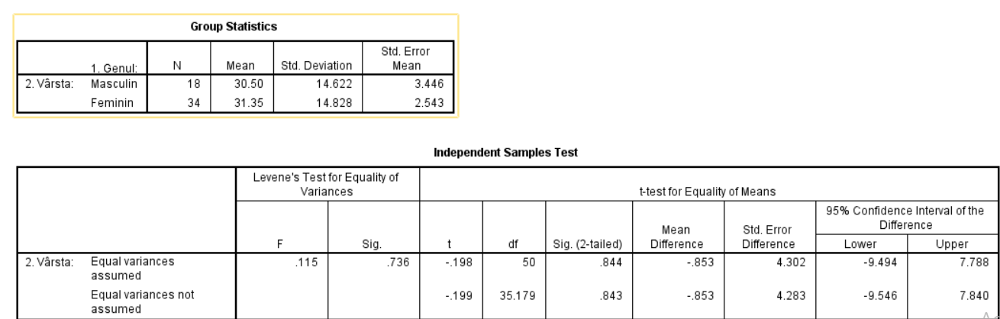 Group Statistics
1. Genul: N Mean Std. Deviation Std. Error Mean
2. Vârsta: Masculin 18 30.50 14.622 3.446
Feminin 34 31.35 14.828 2.543
Independent Samples Test
Levene's Test for Equality of Variances
t-test for Equality of Means
95% Confidence Interval of the Difference
F Sig. t df Sig. (2-tailed) Mean Difference Std. Error Difference Lower Upper
2. Vârsta: Equal variances assumed .115 .736 -.198 50 .844 -.853 4.302 -9.494 7.788
Equal variances not assumed -.199 35.179 .843 -.853 4.283 -9.546 7.840